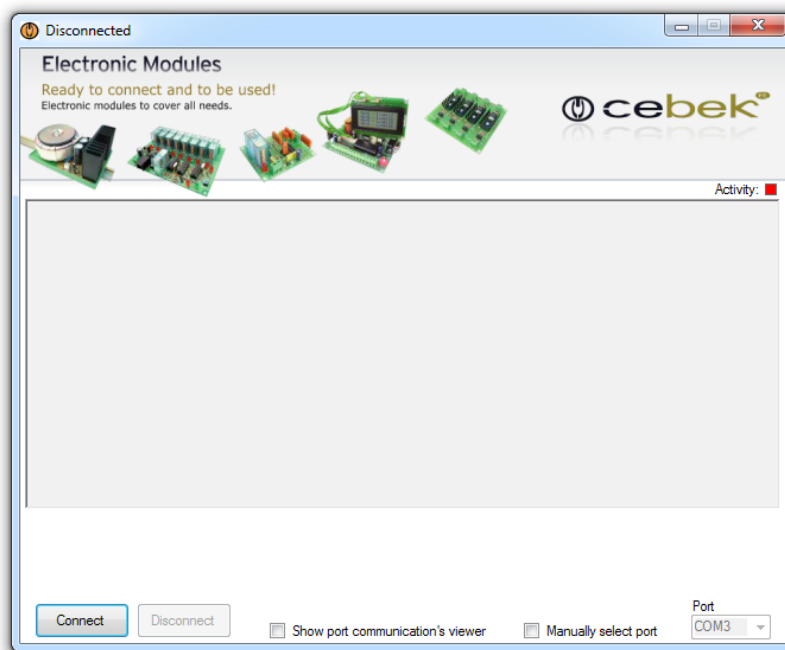 Disconnected
Electronic Modules
Ready to connect and to be used!
Electronic modules to cover all needs.
cebek
Activity:
Connect
Disconnect
Show port communication's viewer
Manually select port
Port
COM3